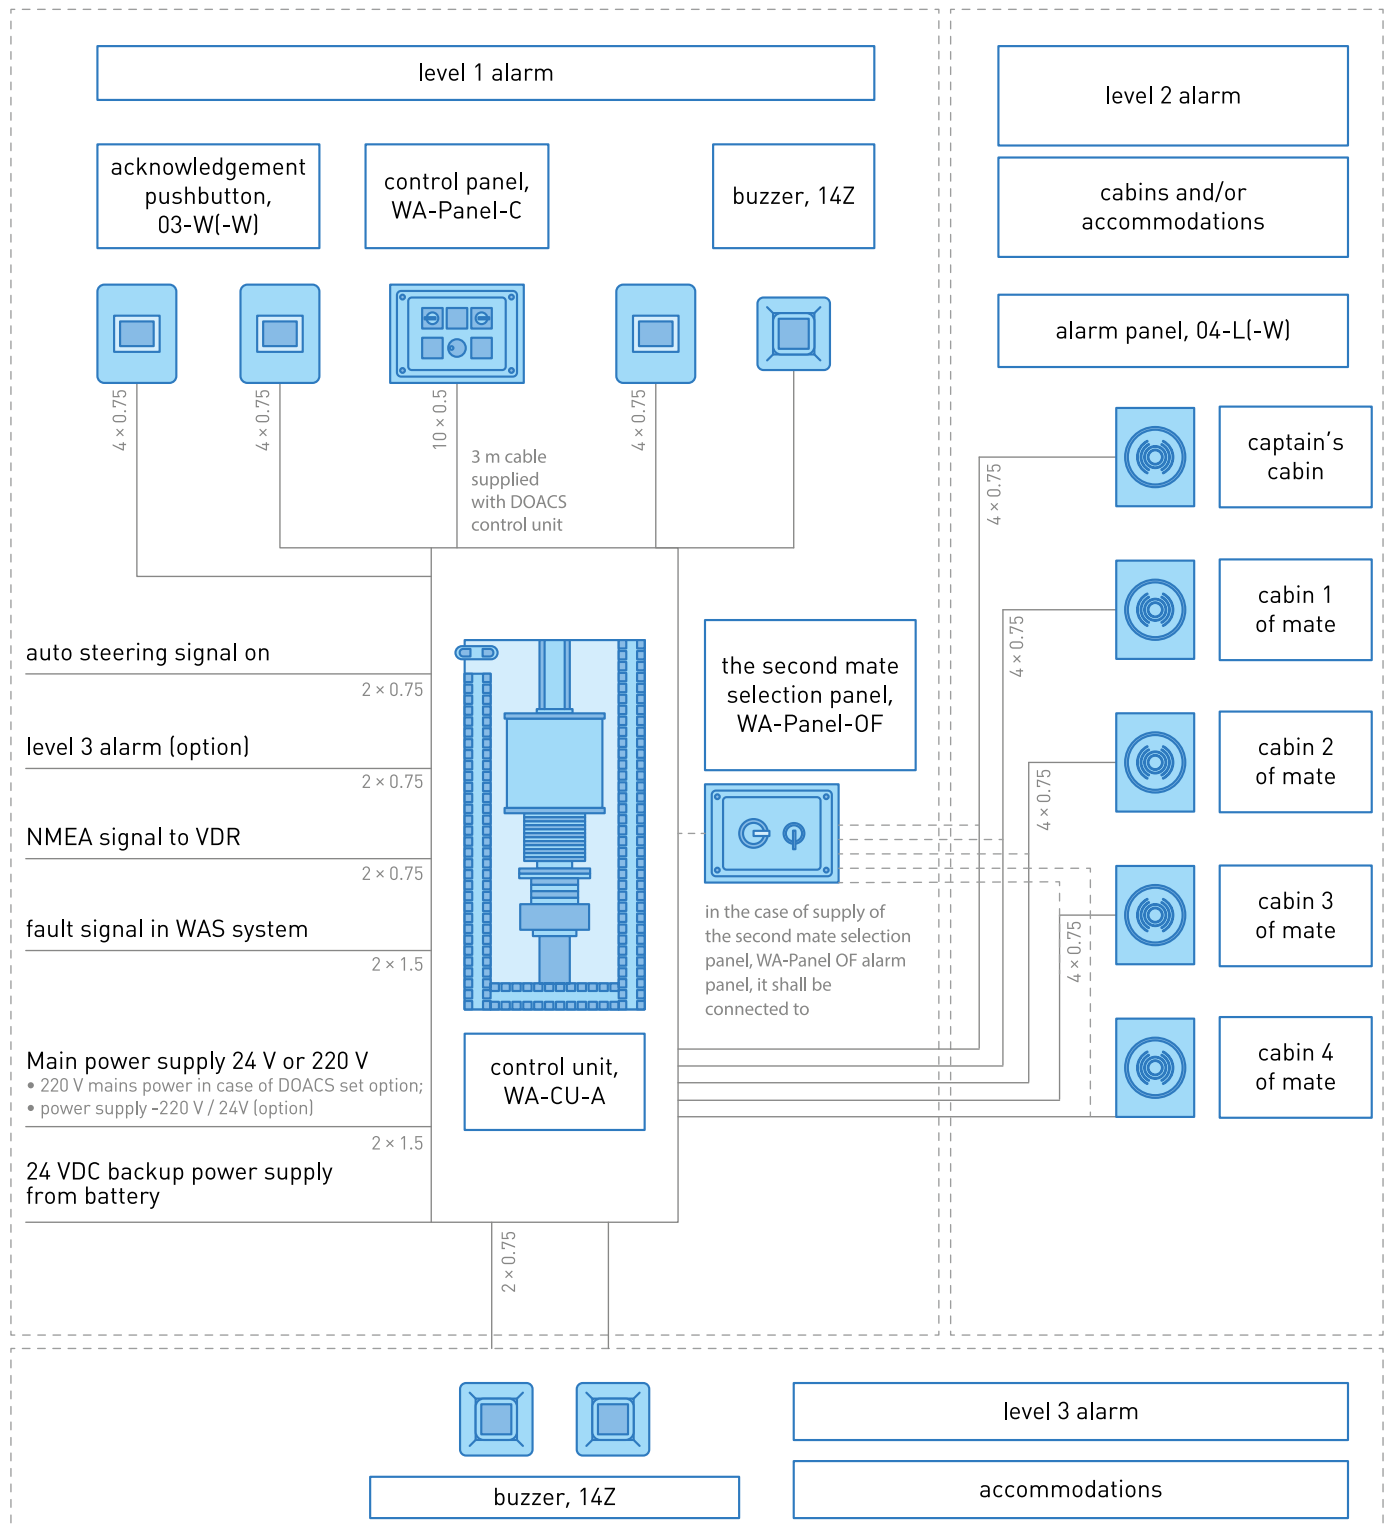 level 1 alarm
level 2 alarm
acknowledgement
pushbutton,
03-W(-W)
control panel,
WA-Panel-C
buzzer, 14Z
cabins and/or
accommodations
alarm panel, 04-L(-W)
4 × 0.75
4 × 0.75
10 × 0.5
4 × 0.75
3 m cable
supplied
with DOACS
control unit
captain's
cabin
4 × 0.75
cabin 1
of mate
4 × 0.75
cabin 2
of mate
4 × 0.75
cabin 3
of mate
4 × 0.75
cabin 4
of mate
auto steering signal on
2 × 0.75
level 3 alarm (option)
2 × 0.75
NMEA signal to VDR
2 × 0.75
fault signal in WAS system
2 × 1.5
Main power supply 24 V or 220 V
• 220 V mains power in case of DOACS set option;
• power supply -220 V / 24V (option)
2 × 1.5
24 VDC backup power supply
from battery
the second mate
selection panel,
WA-Panel-OF
in the case of supply of
the second mate selection
panel, WA-Panel OF alarm
panel, it shall be
connected to
control unit,
WA-CU-A
2 × 0.75
level 3 alarm
accommodations
buzzer, 14Z